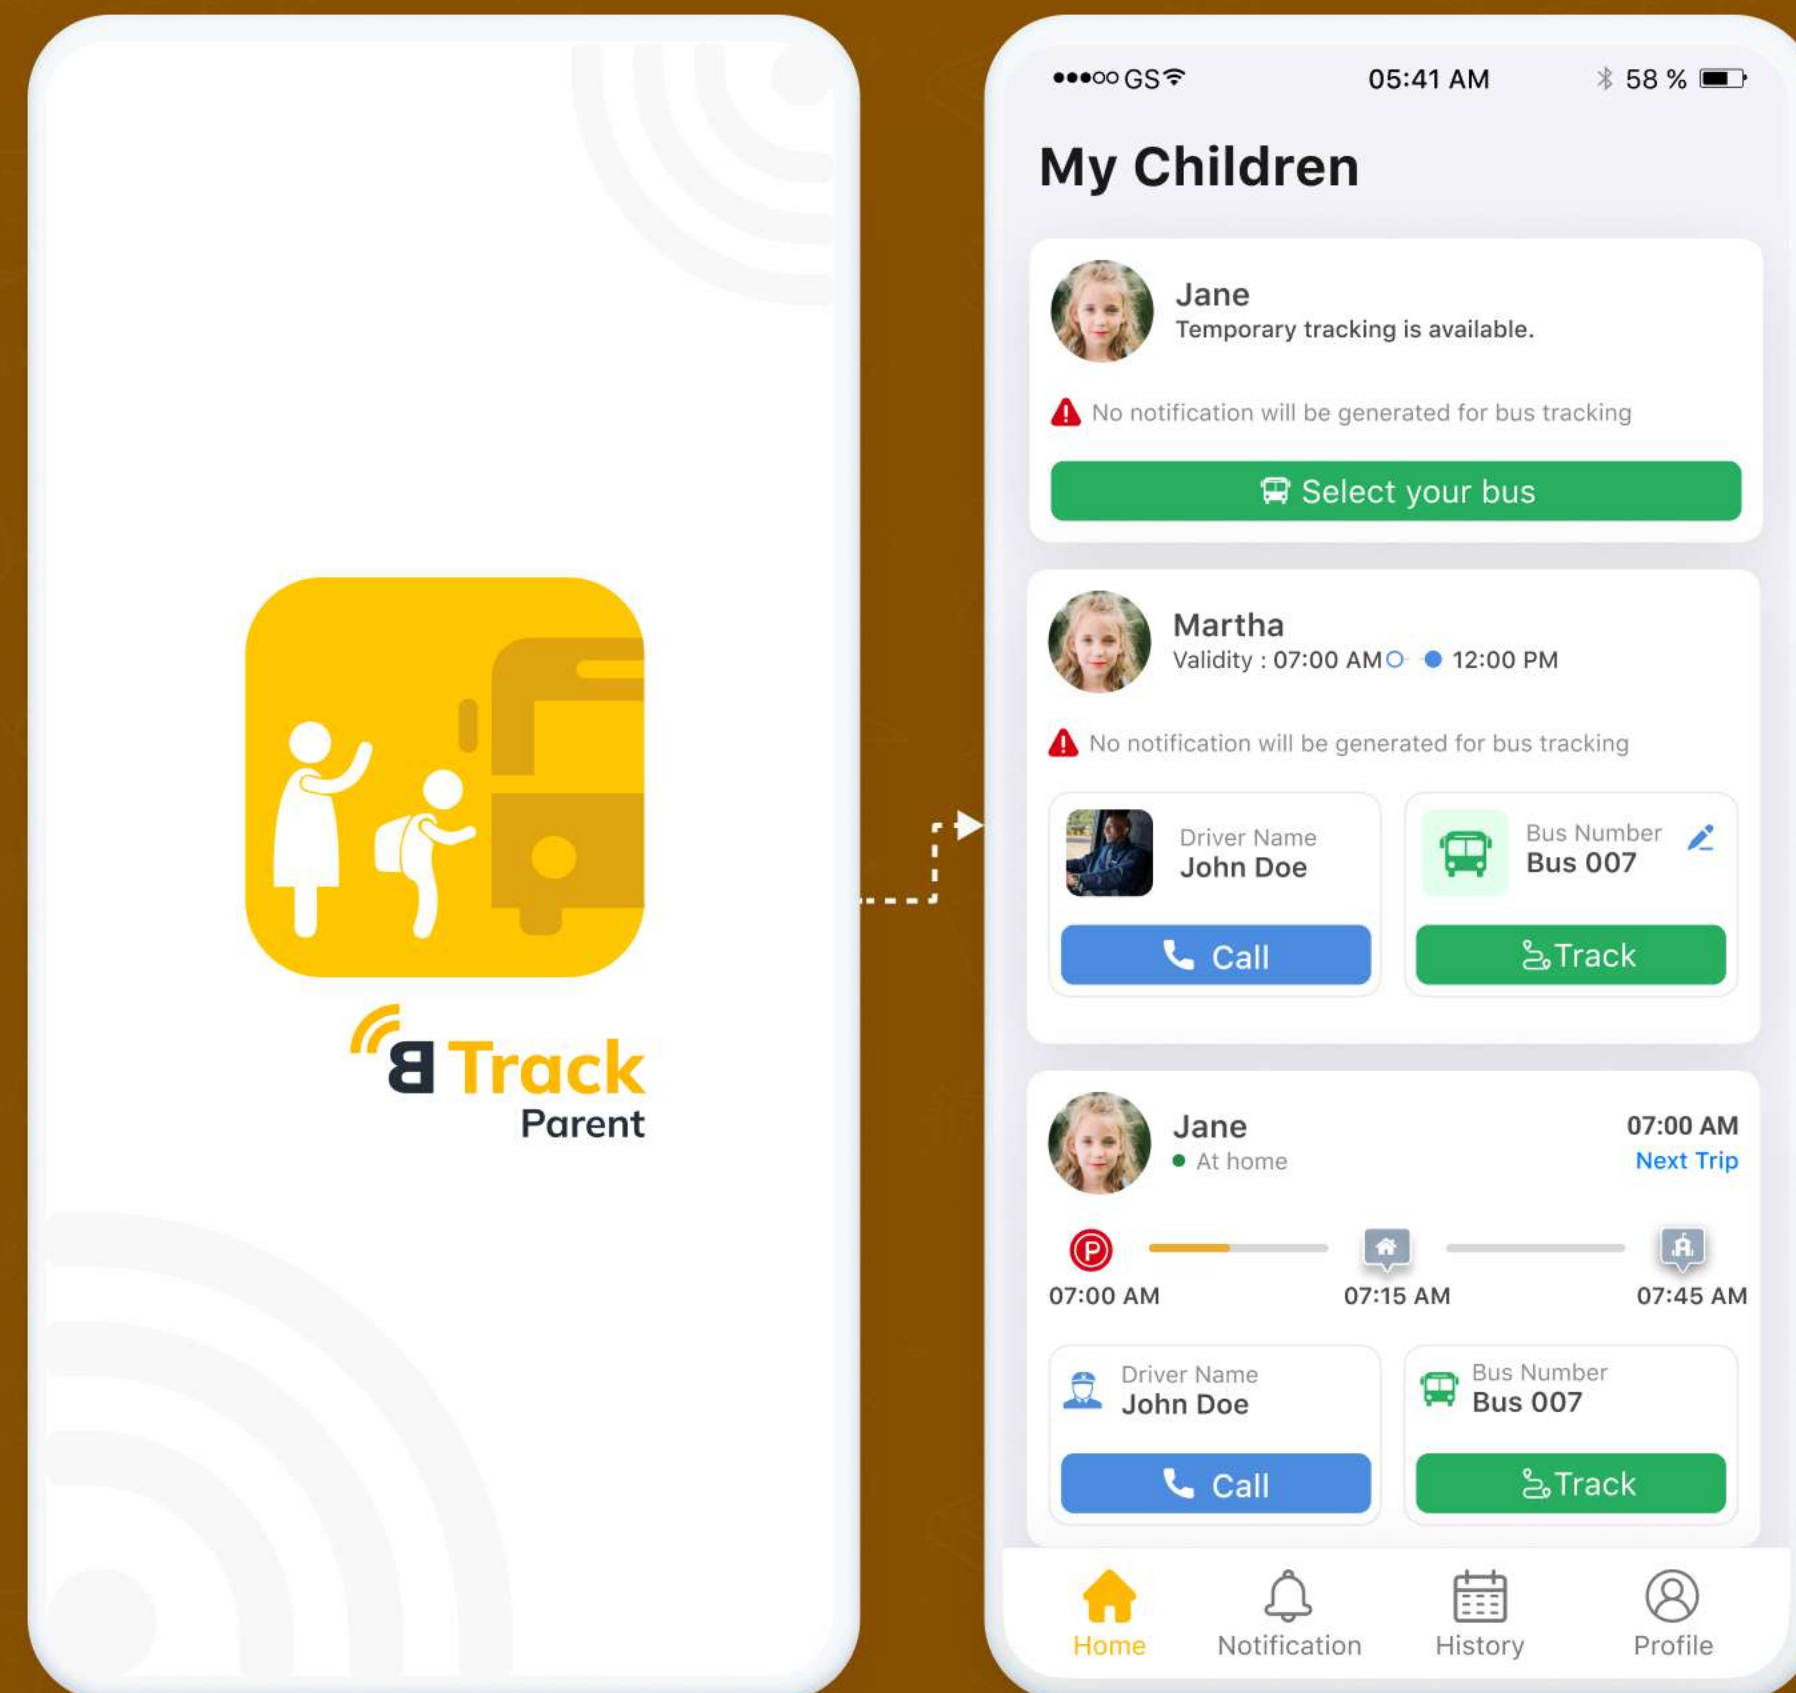 B Track
Parent
GS 05:41 AM 58 %
My Children
Jane
Temporary tracking is available.
No notification will be generated for bus tracking
Select your bus
Martha
Validity : 07:00 AM 12:00 PM
No notification will be generated for bus tracking
Driver Name
John Doe
Bus Number
Bus 007
Call
Track
Jane
At home
07:00 AM
Next Trip
P
07:00 AM 07:15 AM 07:45 AM
Driver Name
John Doe
Bus Number
Bus 007
Call
Track
Home Notification History Profile